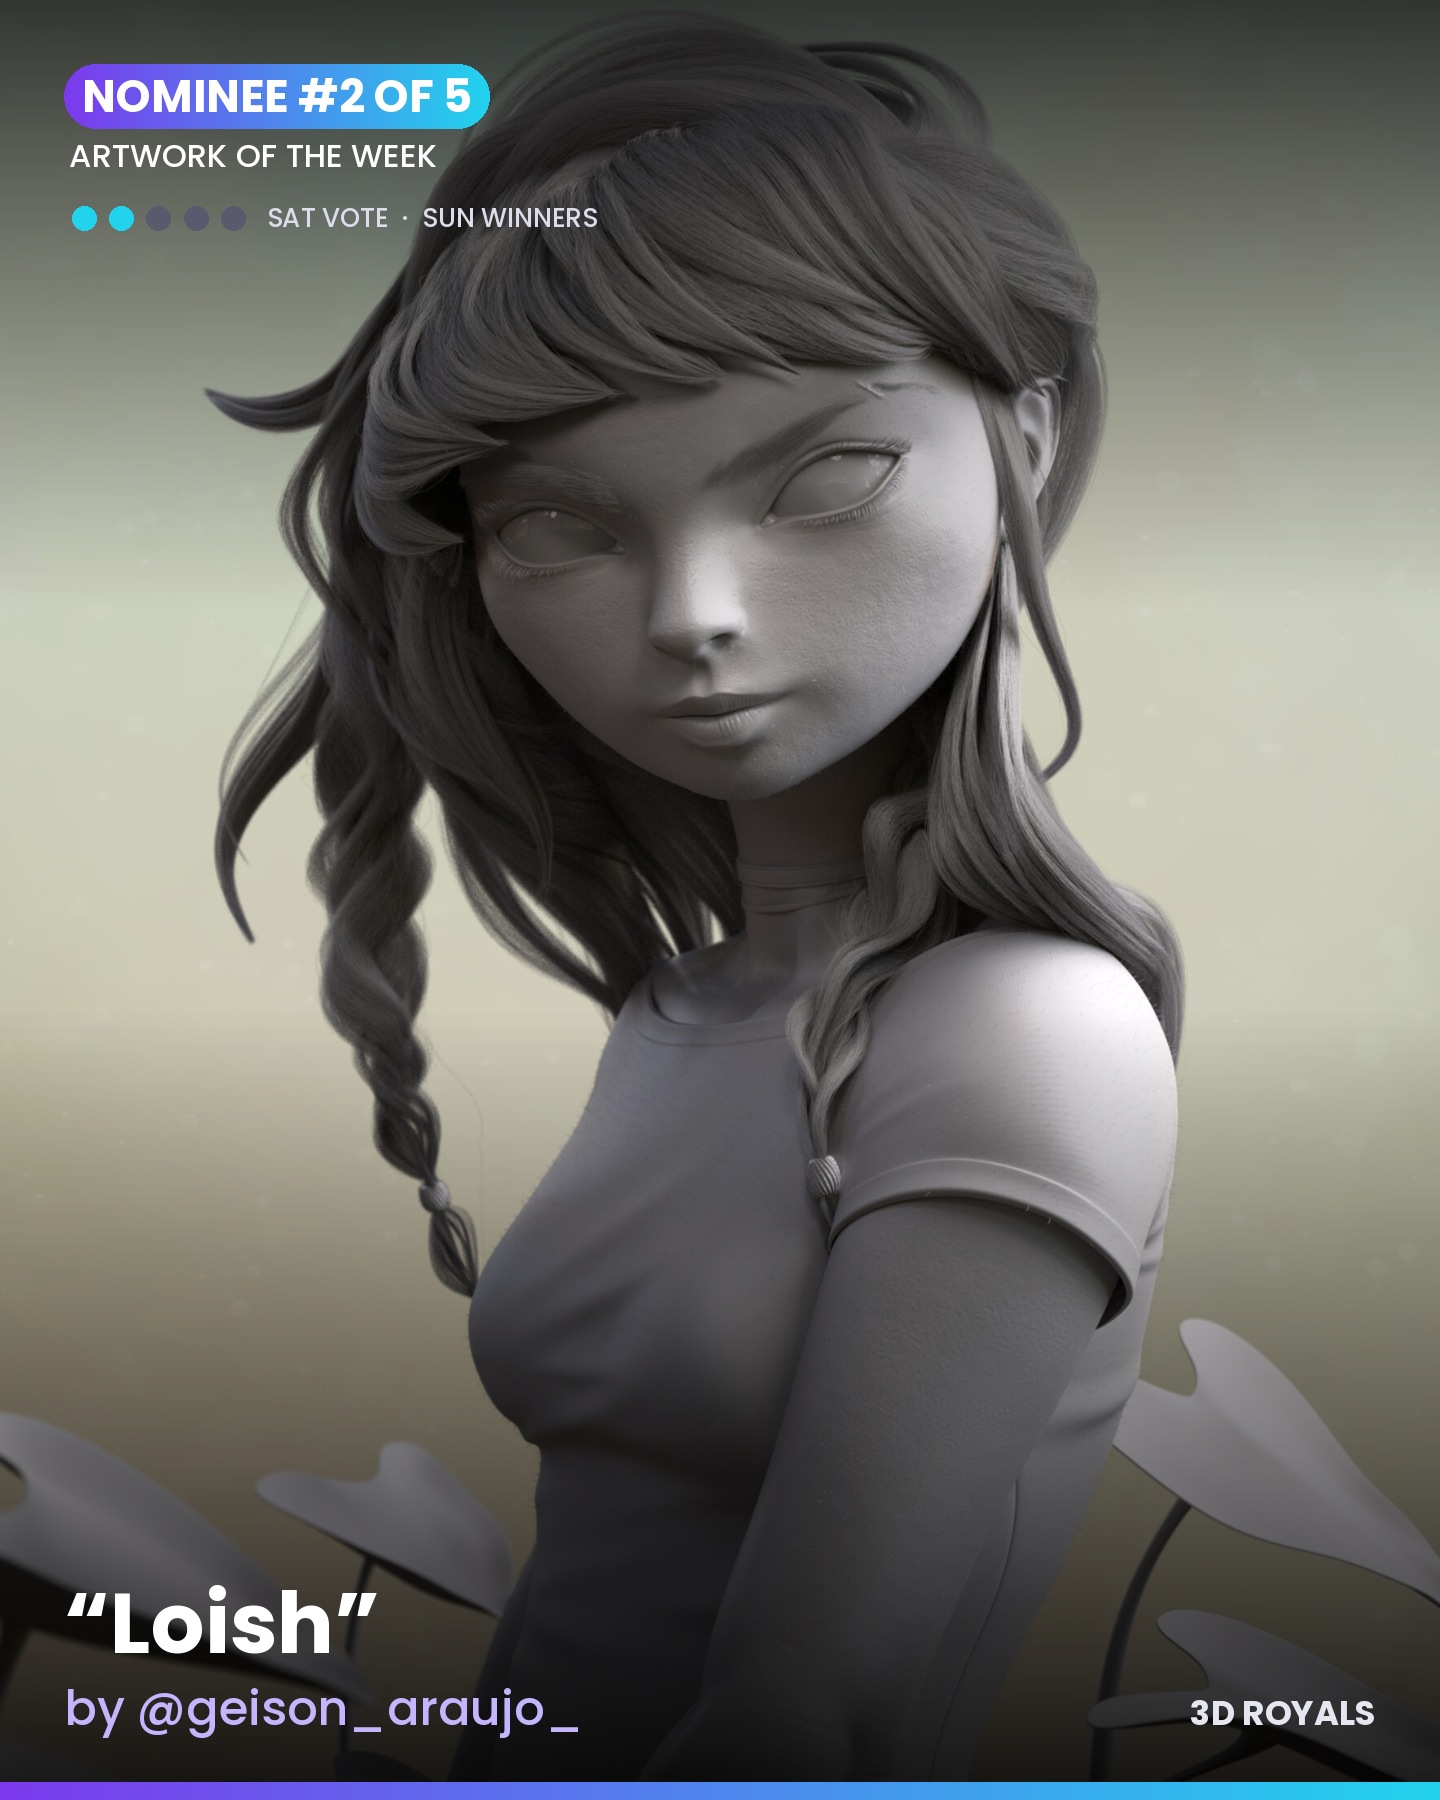 NOMINEE #2 OF 5
ARTWORK OF THE WEEK
SAT VOTE · SUN WINNERS
“Loish”
by @geison_araujo_
3D ROYALS